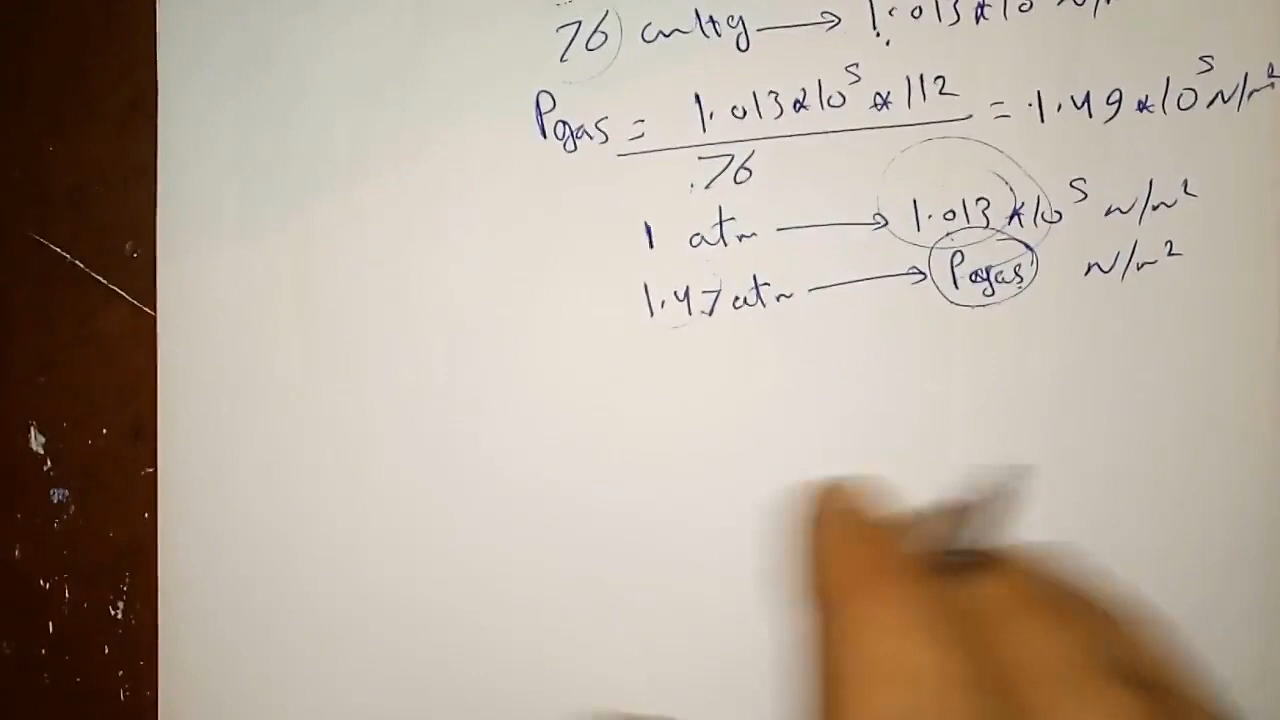 76 cmHg → 1.013*10
Pgas = 1.013*10^5 * 112 / 76 = 1.49*10^5 N/m²
1 atm → 1.013*10^5 N/m²
1.47 atm → Pgas N/m²